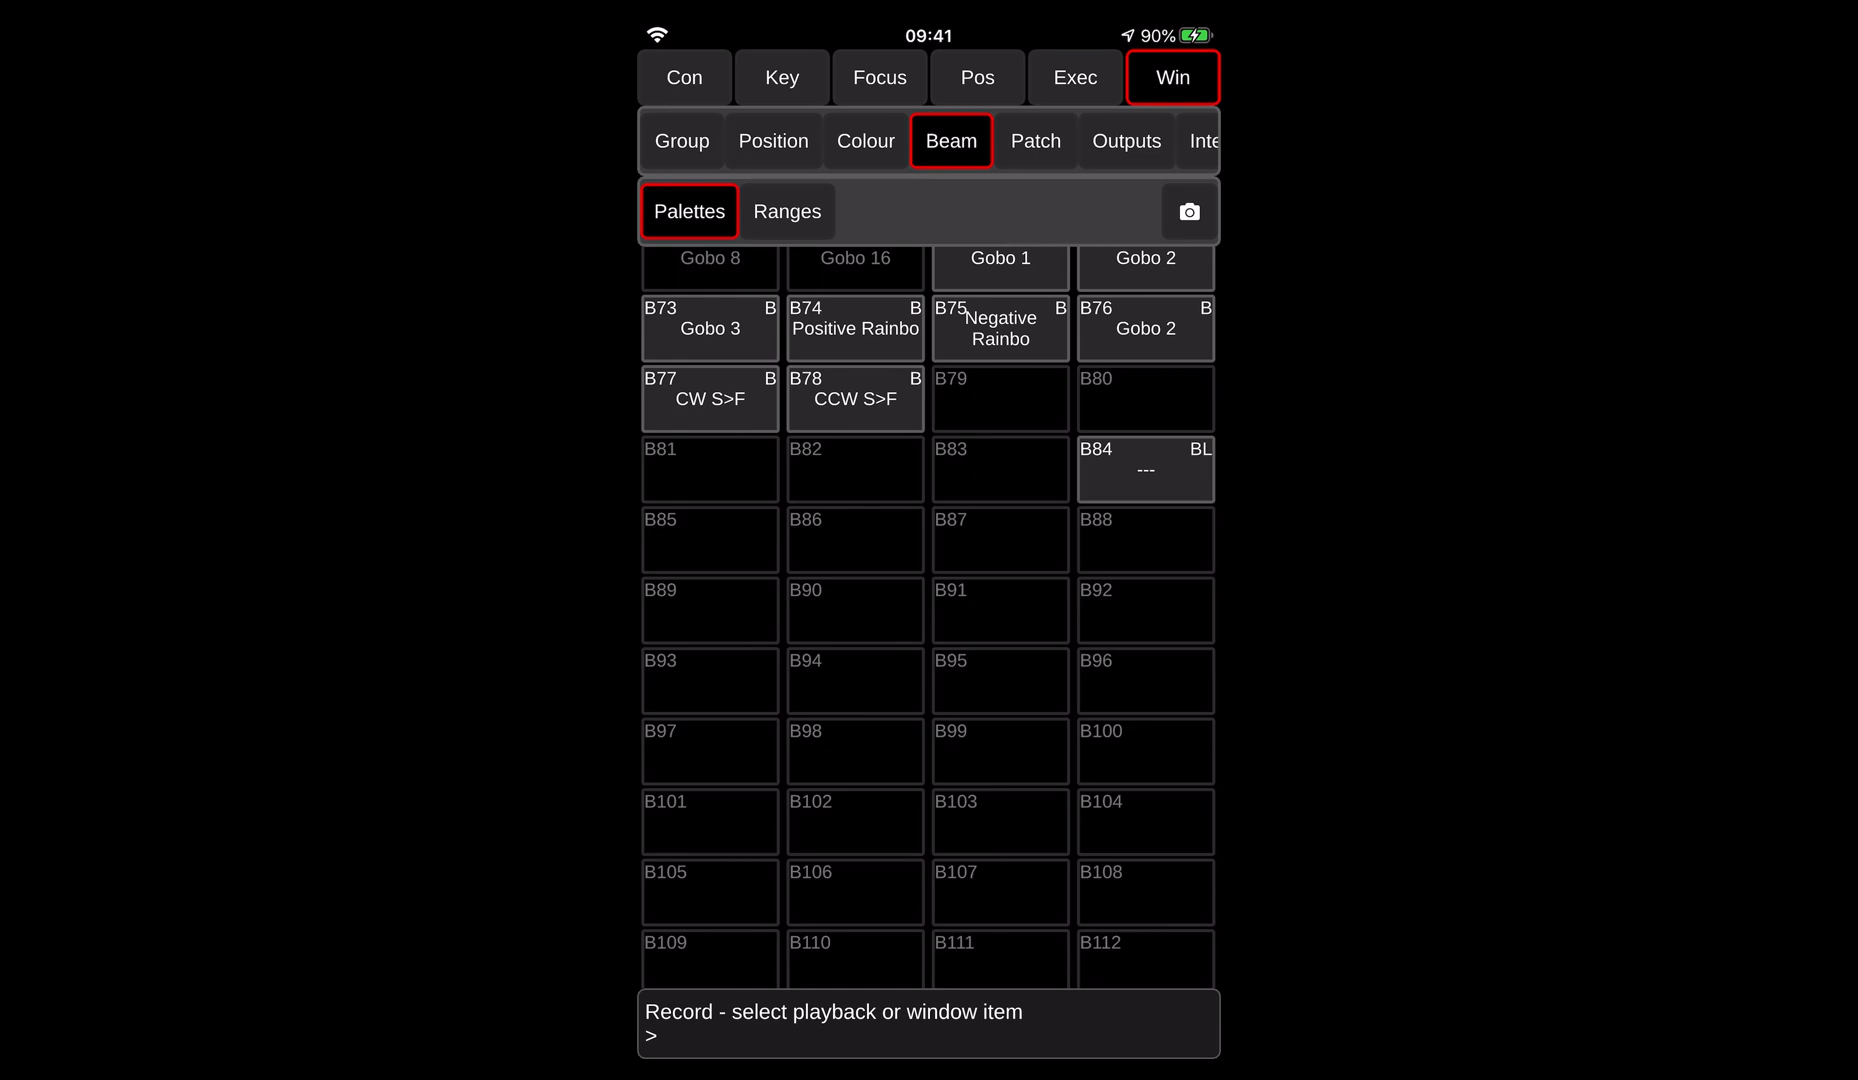 09:41
90%
Con Key Focus Pos Exec Win
Group Position Colour Beam Patch Outputs Inte
Palettes Ranges
Gobo 8 Gobo 16 Gobo 1 Gobo 2
B73 B B74 B B75 B B76 B
Gobo 3 Positive Rainbo Negative Rainbo Gobo 2
B77 B B78 B B79 B80
CW S>F CCW S>F
B81 B82 B83 B84 BL
---
B85 B86 B87 B88
B89 B90 B91 B92
B93 B94 B95 B96
B97 B98 B99 B100
B101 B102 B103 B104
B105 B106 B107 B108
B109 B110 B111 B112
Record - select playback or window item
>